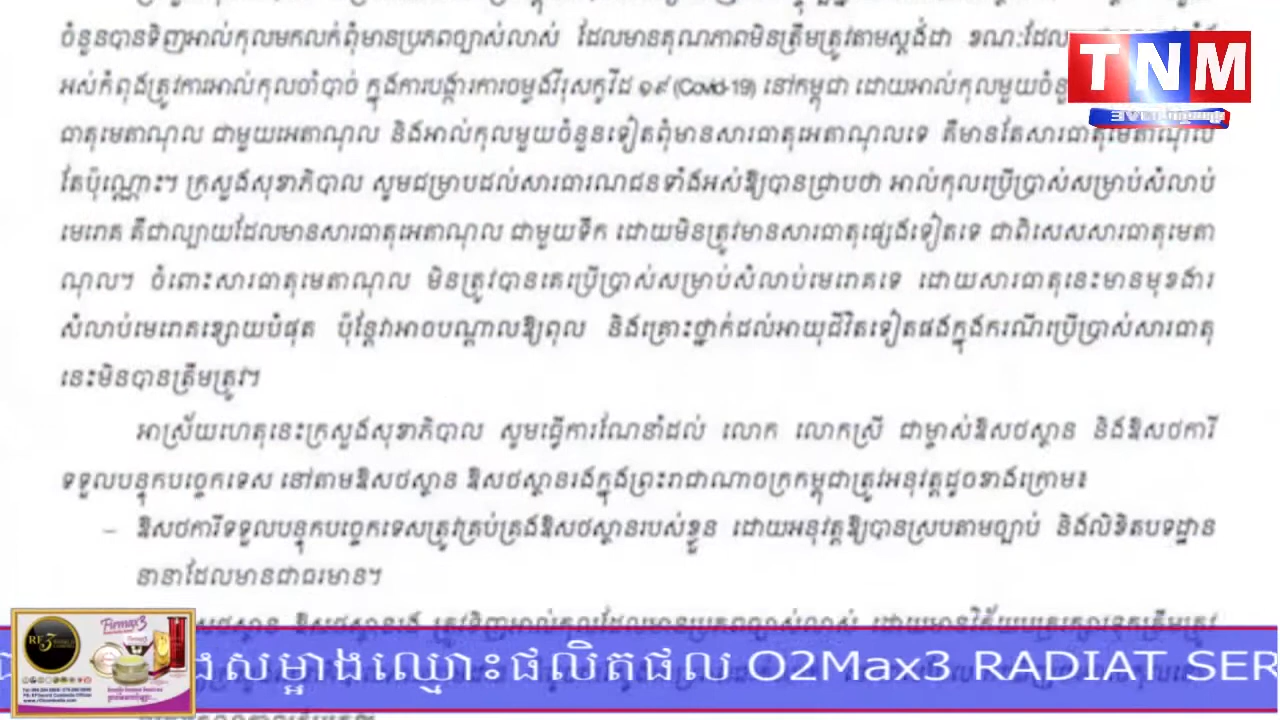 ចំនួនបានទិញអាល់កុលមកលក់ពុំមានប្រភពច្បាស់លាស់ ដែលមានគុណភាពមិនត្រឹមត្រូវតាមស្តង់ដា ខណៈដែល
អស់កំពុងត្រូវការអាល់កុលចាំបាច់ ក្នុងការបង្ការការចម្លងវីរុសកូវីដ ១៩ (Covid-19) នៅកម្ពុជា ដោយអាល់កុលមួយចំនួន
ធាតុមេតាណុល ជាមួយអេតាណុល និងអាល់កុលមួយចំនួនទៀតពុំមានសារធាតុអេតាណុលទេ គឺមានតែសារធាតុមេតាណុល
តែប៉ុណ្ណោះ។ ក្រសួងសុខាភិបាល សូមជម្រាបដល់សារធារណជនទាំងអស់ឱ្យបានជ្រាបថា អាល់កុលប្រើប្រាស់សម្រាប់សំលាប់
មេរោគ គឺជាល្បាយដែលមានសារធាតុអេតាណុល ជាមួយទឹក ដោយមិនត្រូវមានសារធាតុផ្សេងទៀតទេ ជាពិសេសសារធាតុមេតា
ណុល។ ចំពោះសារធាតុមេតាណុល មិនត្រូវបានគេប្រើប្រាស់សម្រាប់សំលាប់មេរោគទេ ដោយសារធាតុនេះមានមុខងារ
សំលាប់មេរោគខ្សោយបំផុត ប៉ុន្តែវាអាចបណ្តាលឱ្យពុល និងគ្រោះថ្នាក់ដល់អាយុជីវិតទៀតផងក្នុងករណីប្រើប្រាស់សារធាតុ
នេះមិនបានត្រឹមត្រូវ។
អាស្រ័យហេតុនេះក្រសួងសុខាភិបាល សូមធ្វើការណែនាំដល់ លោក លោកស្រី ជាម្ចាស់ឱសថស្ថាន និងឱសថការី
ទទួលបន្ទុកបច្ចេកទេស នៅតាមឱសថស្ថាន ឱសថស្ថានរងក្នុងព្រះរាជាណាចក្រកម្ពុជាត្រូវអនុវត្តដូចខាងក្រោម៖
– ឱសថការីទទួលបន្ទុកបច្ចេកទេសត្រូវគ្រប់គ្រងឱសថស្ថានរបស់ខ្លួន ដោយអនុវត្តឱ្យបានស្របតាមច្បាប់ និងលិខិតបទដ្ឋាន
នានាដែលមានជាធរមាន។
TNM
Firmax3
RF3
ងសម្អាងឈ្មោះផលិតផល O2Max3 RADIAT SER